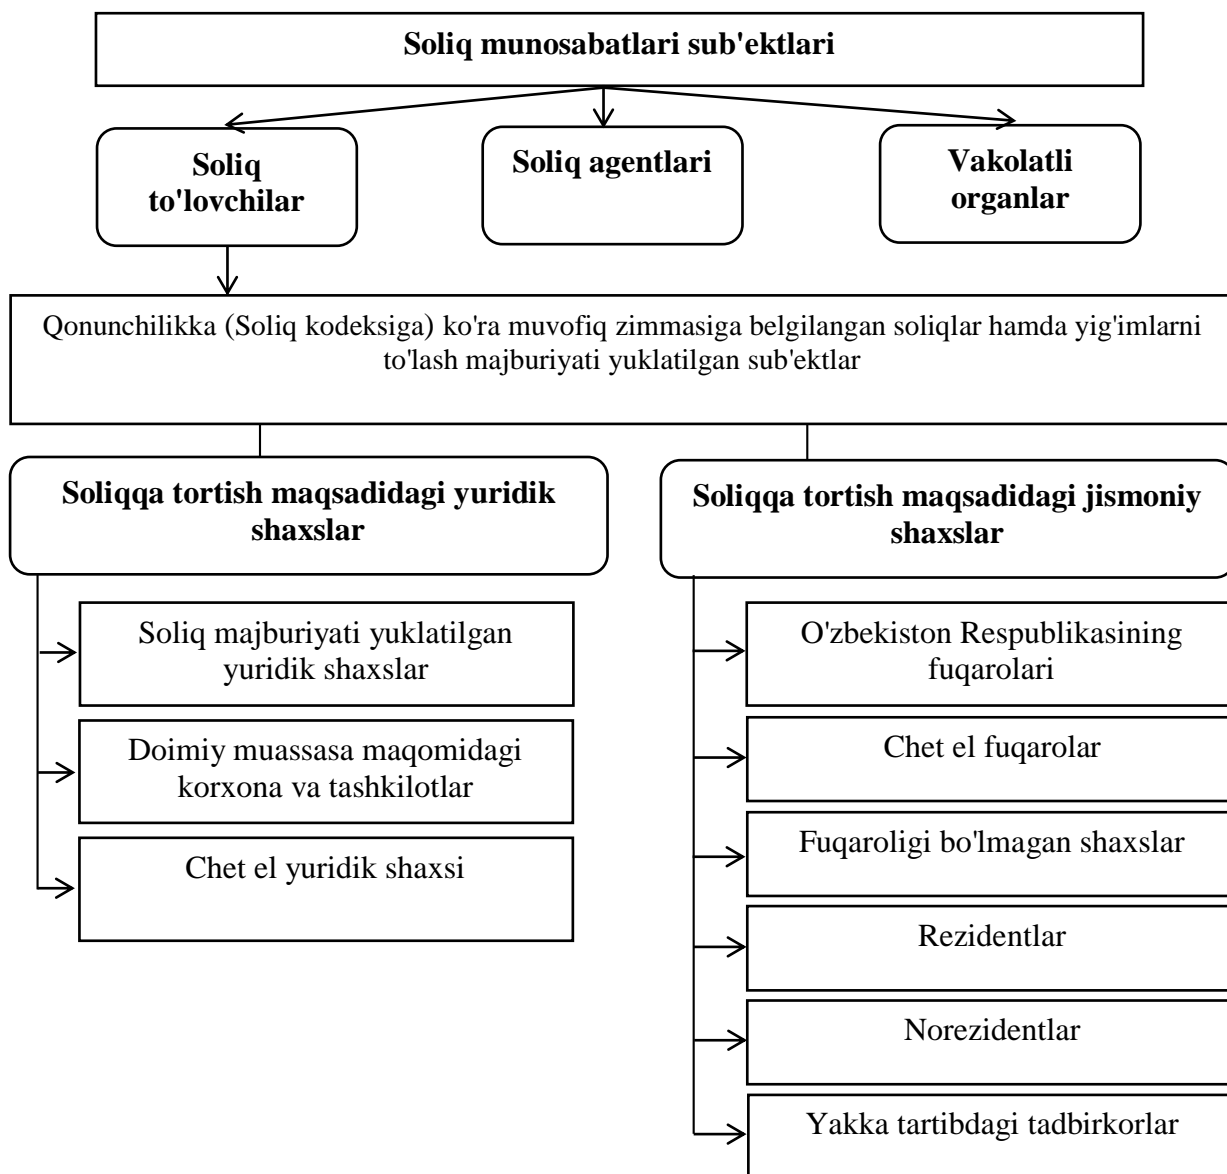 Soliq munosabatlari sub'ektlari
Soliq
to'lovchilar
Soliq agentlari
Vakolatli
organlar
Qonunchilikka (Soliq kodeksiga) ko'ra muvofiq zimmasiga belgilangan soliqlar hamda yig'imlarni
to'lash majburiyati yuklatilgan sub'ektlar
Soliqqa tortish maqsadidagi yuridik
shaxslar
Soliq majburiyati yuklatilgan
yuridik shaxslar
Doimiy muassasa maqomidagi
korxona va tashkilotlar
Chet el yuridik shaxsi
Soliqqa tortish maqsadidagi jismoniy
shaxslar
O'zbekiston Respublikasining
fuqarolari
Chet el fuqarolar
Fuqaroligi bo'lmagan shaxslar
Rezidentlar
Norezidentlar
Yakka tartibdagi tadbirkorlar